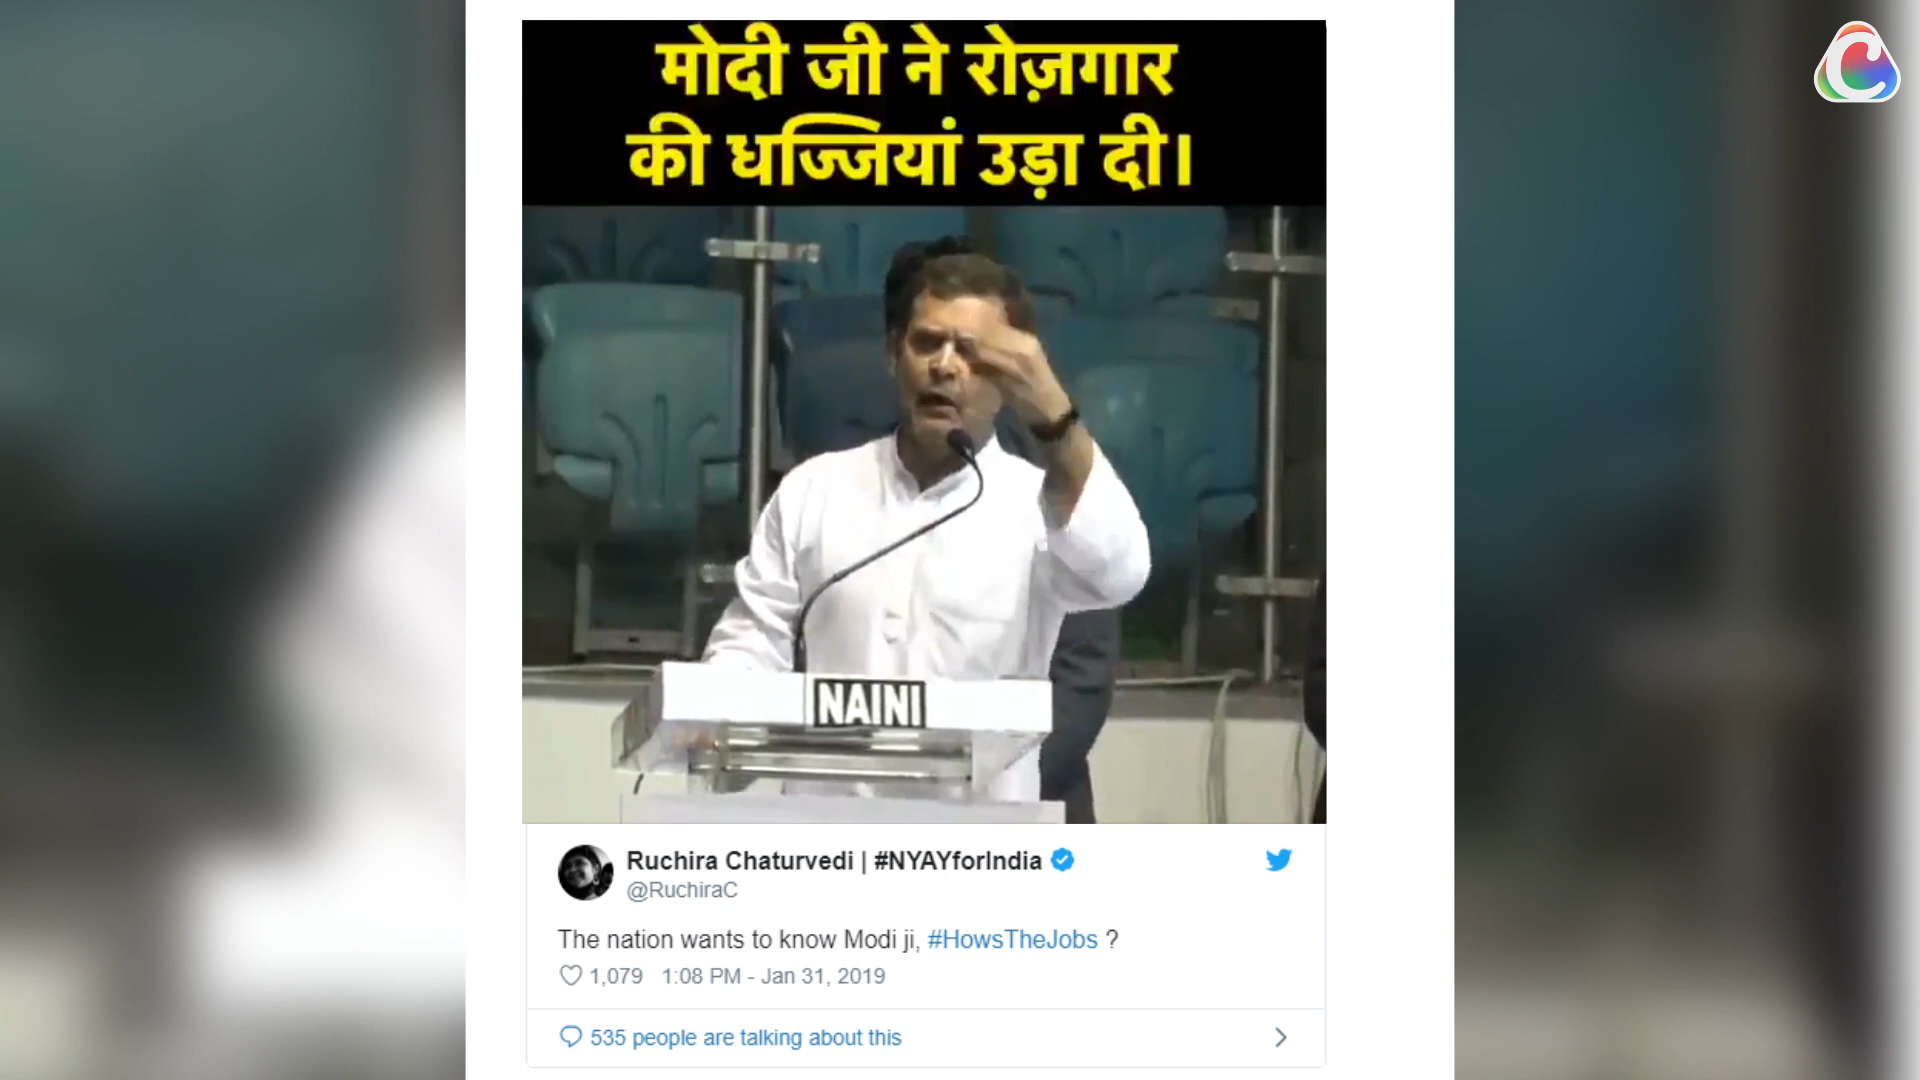 मोदी जी ने रोज़गार
की धज्जियां उड़ा दी।
NAINI
Ruchira Chaturvedi | #NYAYforIndia
@RuchiraC
The nation wants to know Modi ji, #HowsTheJobs ?
1,079 1:08 PM - Jan 31, 2019
535 people are talking about this